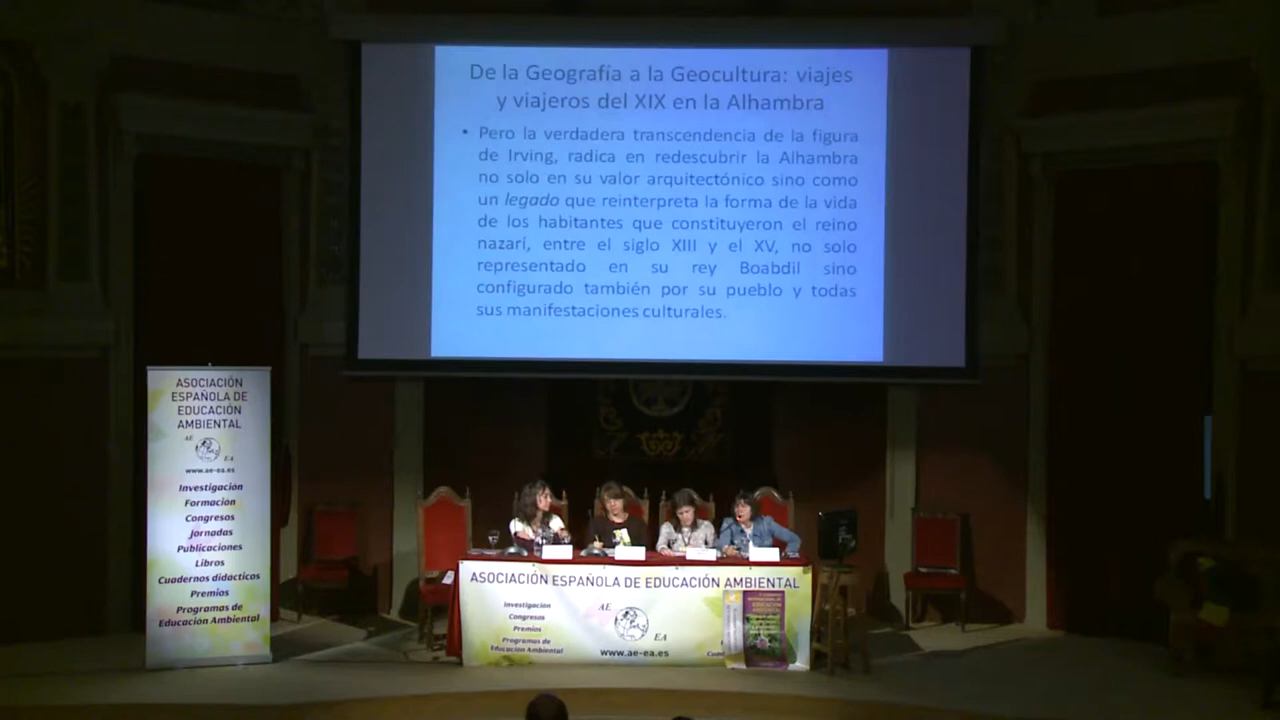 De la Geografía a la Geocultura: viajes
y viajeros del XIX en la Alhambra
• Pero la verdadera transcendencia de la figura
de Irving, radica en redescubrir la Alhambra
no solo en su valor arquitectónico sino como
un legado que reinterpreta la forma de la vida
de los habitantes que constituyeron el reino
nazarí, entre el siglo XIII y el XV, no solo
representado en su rey Boabdil sino
configurado también por su pueblo y todas
sus manifestaciones culturales.
ASOCIACIÓN
ESPAÑOLA DE
EDUCACIÓN
AMBIENTAL
AE
EA
www.ae-ea.es
Investigación
Formación
Congresos
Jornadas
Publicaciones
Libros
Cuadernos didácticos
Premios
Programas de
Educación Ambiental
ASOCIACIÓN ESPAÑOLA DE EDUCACIÓN AMBIENTAL
Investigación
Congresos
Premios
Programas de
Educación Ambiental
AE
EA
www.ae-ea.es